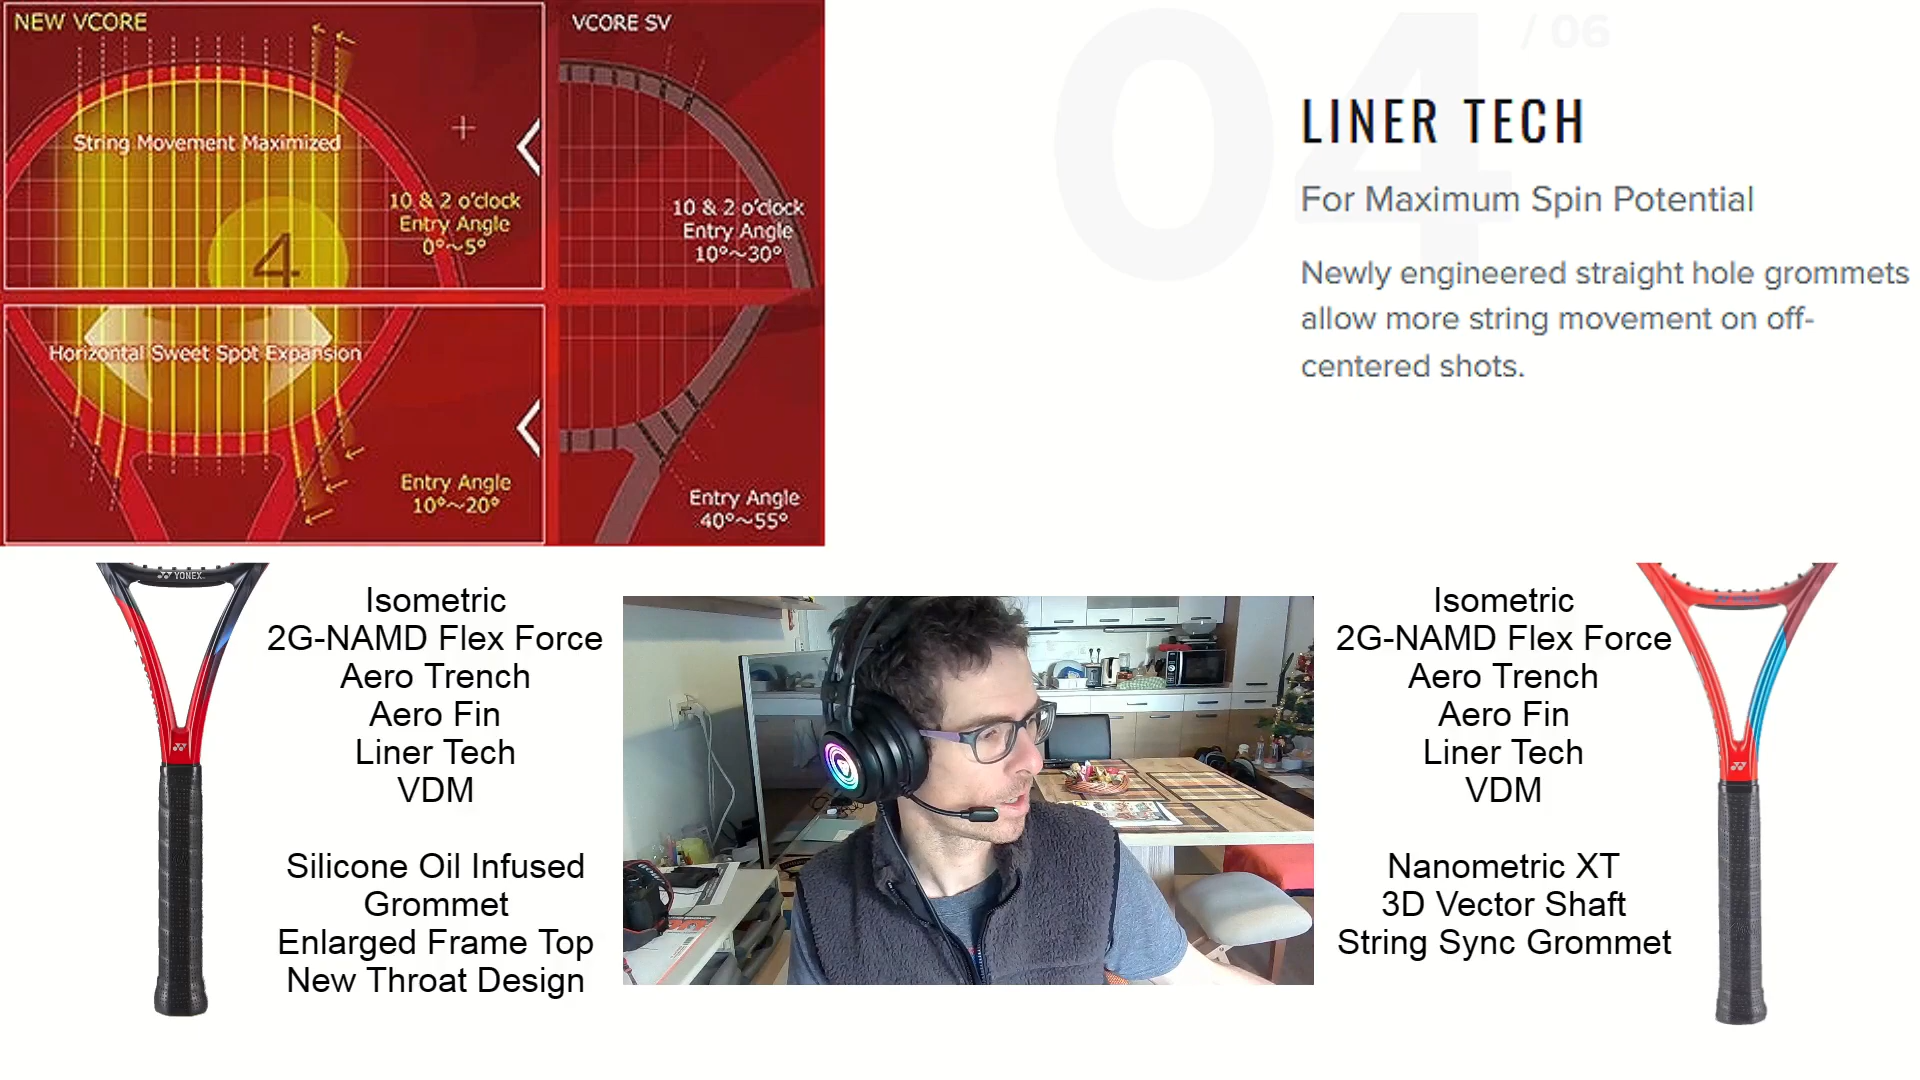 NEW VCORE
String Movement Maximized
10 & 2 o'clock
Entry Angle
0°~5°
4
Horizontal Sweet Spot Expansion
Entry Angle
10°~20°
VCORE SV
10 & 2 o'clock
Entry Angle
10°~30°
Entry Angle
40°~55°
04
/ 06
LINER TECH
For Maximum Spin Potential
Newly engineered straight hole grommets
allow more string movement on off-
centered shots.
YONEX
Isometric
2G-NAMD Flex Force
Aero Trench
Aero Fin
Liner Tech
VDM
Silicone Oil Infused
Grommet
Enlarged Frame Top
New Throat Design
Isometric
2G-NAMD Flex Force
Aero Trench
Aero Fin
Liner Tech
VDM
Nanometric XT
3D Vector Shaft
String Sync Grommet